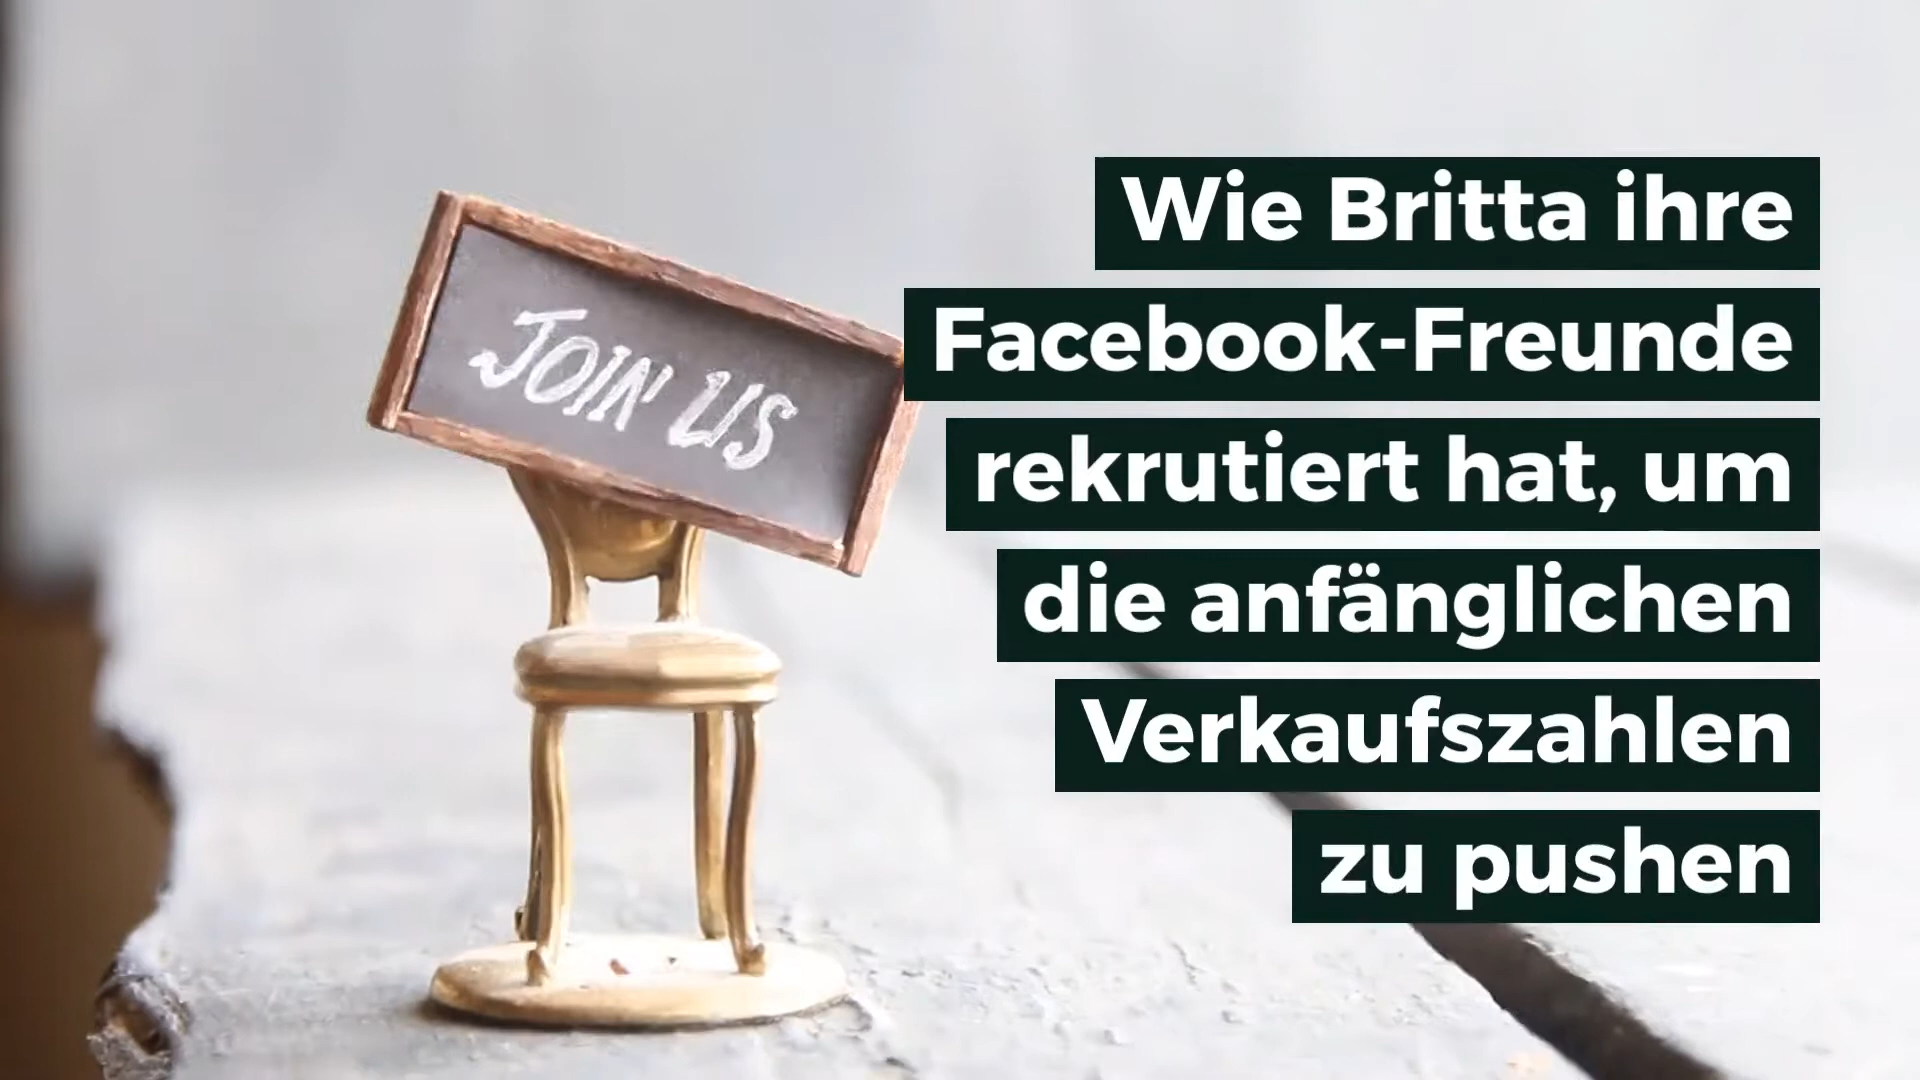 JOIN US
Wie Britta ihre
Facebook-Freunde
rekrutiert hat, um
die anfänglichen
Verkaufszahlen
zu pushen